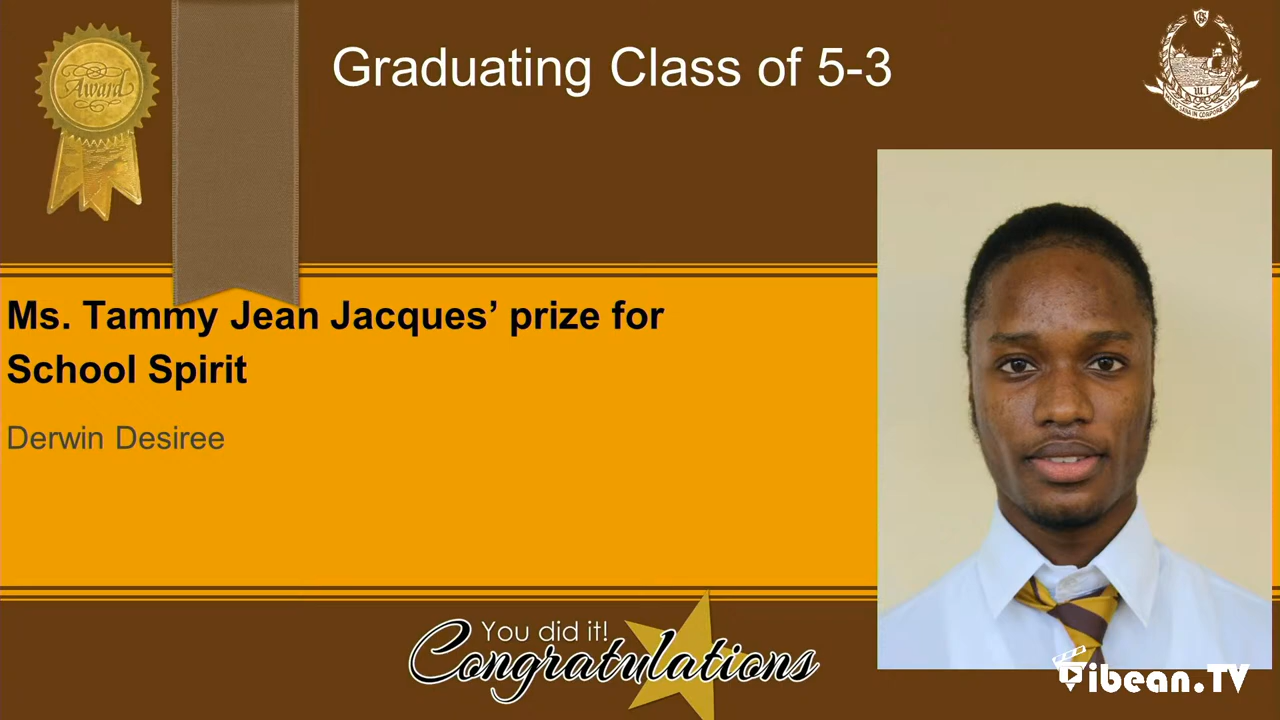 Award
Graduating Class of 5-3
Ms. Tammy Jean Jacques’ prize for
School Spirit
Derwin Desiree
You did it!
Congratulations
ibean.TV